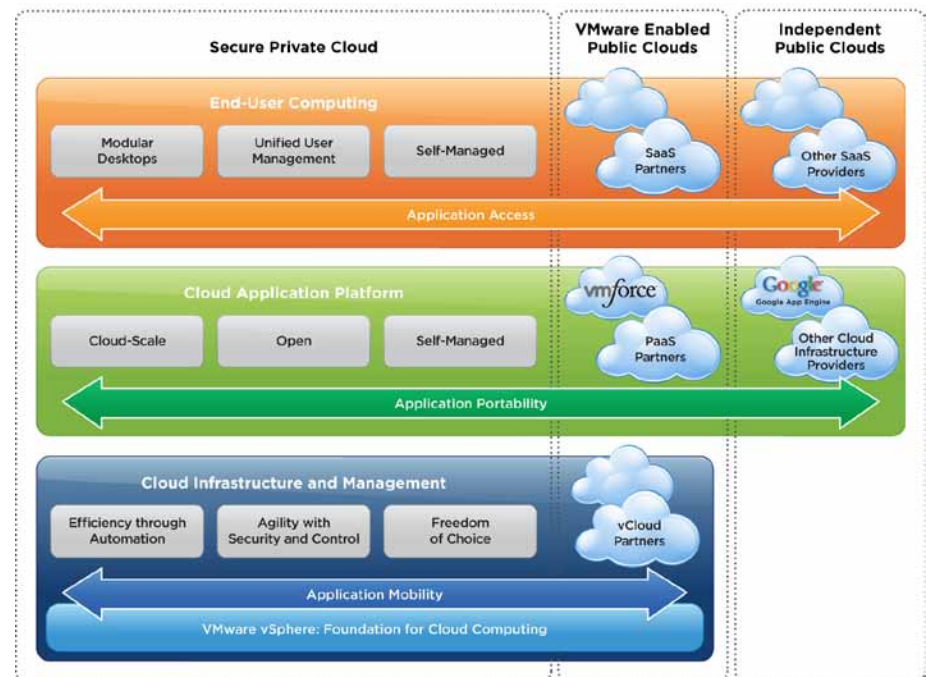 Secure Private Cloud
VMware Enabled
Public Clouds
Independent
Public Clouds
End-User Computing
Modular
Desktops
Unified User
Management
Self-Managed
SaaS
Partners
Other SaaS
Providers
Application Access
Cloud Application Platform
Cloud-Scale
Open
Self-Managed
vmforce
PaaS
Partners
Google
Google App Engine
Other Cloud
Infrastructure
Providers
Application Portability
Cloud Infrastructure and Management
Efficiency through
Automation
Agility with
Security and Control
Freedom
of Choice
vCloud
Partners
Application Mobility
VMware vSphere: Foundation for Cloud Computing